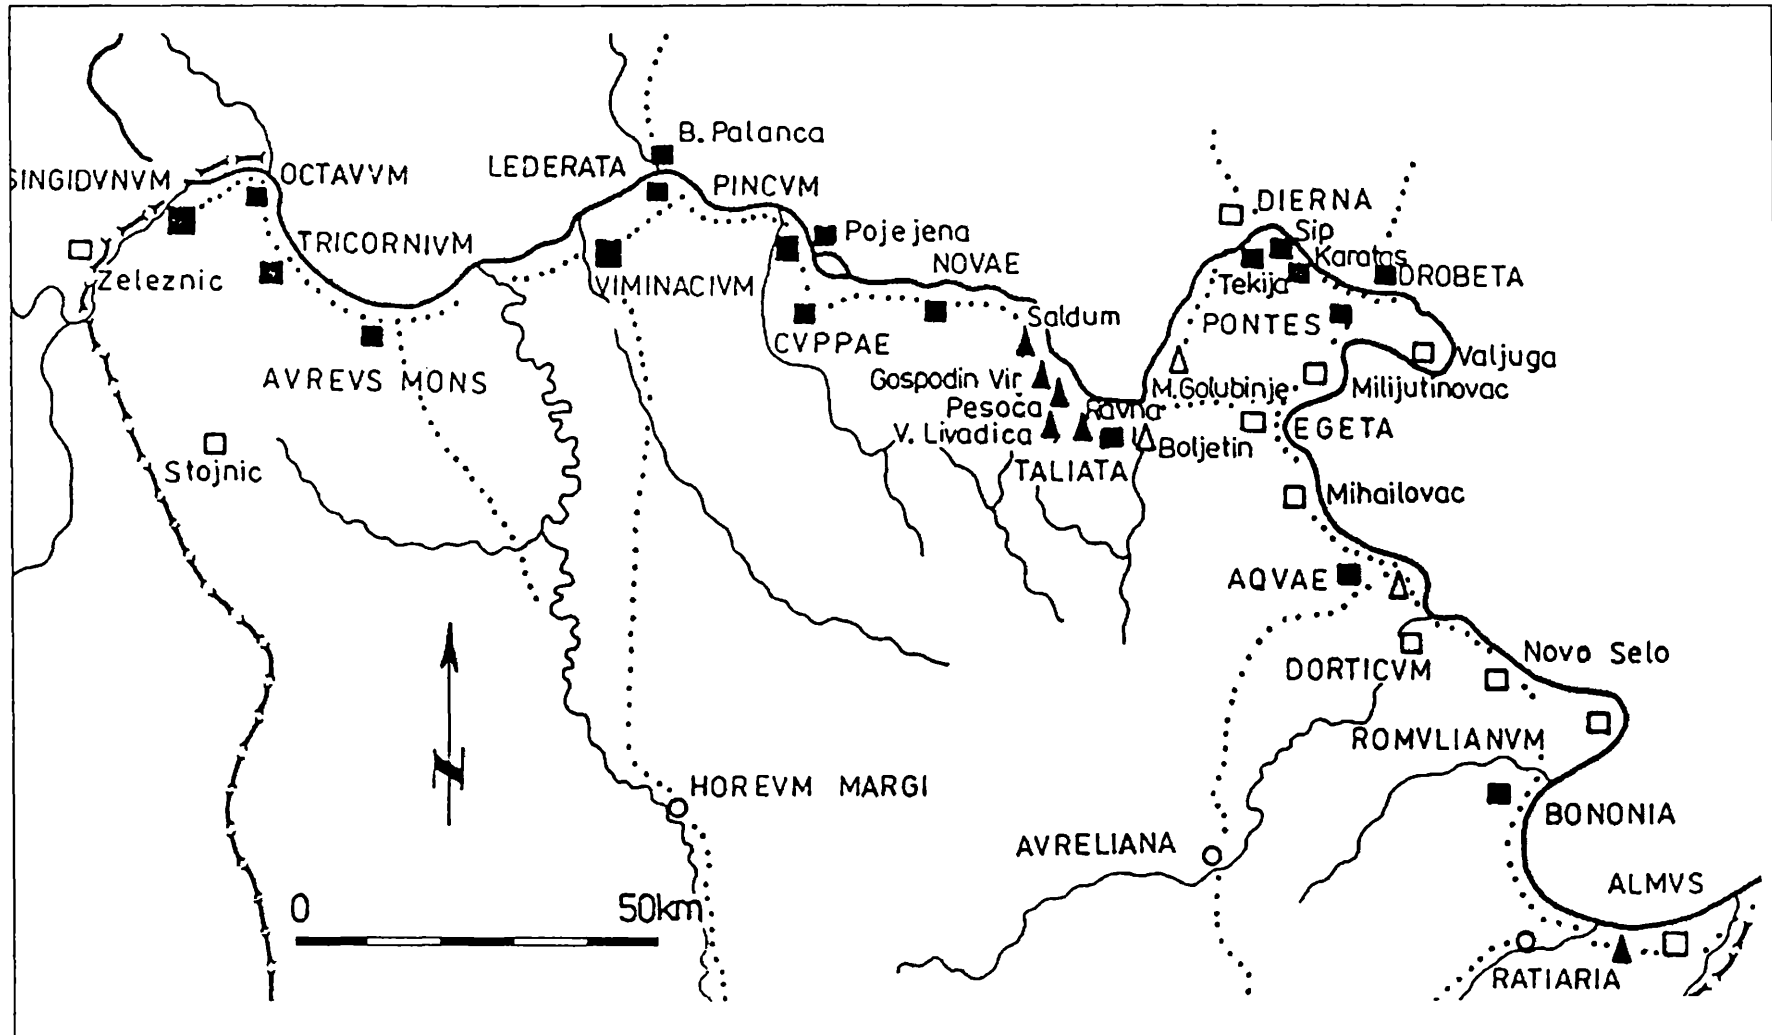 B. Palanca
SINGIDVNVM
OCTAVVM
LEDERATA
PINCVM
DIERNA
Sip
TRICORNIVM
Pojejena
Karatas
Zeleznic
VIMINACIVM
NOVAE
Tekija
DROBETA
Saldum
PONTES
CVPPAE
Valjuga
AVREVS MONS
Gospodin Vir
M. Golubinje
Milijutinovac
Pesoča
Ravna
V. Livadica
EGETA
Stojnic
TALIATA
Boljetin
Mihailovac
AQVAE
Novo Selo
DORTICVM
ROMVLIANVM
HOREVM MARGI
BONONIA
AVRELIANA
ALMVS
0 50km
RATIARIA
N